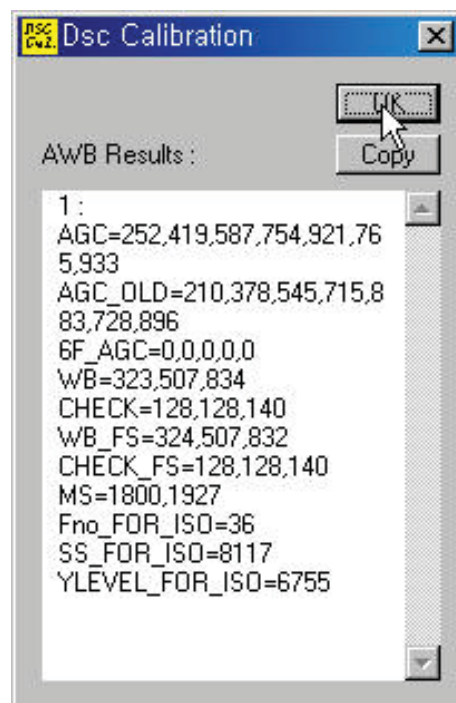 DSC
Cal.
Dsc Calibration
OK
AWB Results :
Copy
1 :
AGC=252,419,587,754,921,76
5,933
AGC_OLD=210,378,545,715,8
83,728,896
6F_AGC=0,0,0,0,0
WB=323,507,834
CHECK=128,128,140
WB_FS=324,507,832
CHECK_FS=128,128,140
MS=1800,1927
Fno_FOR_ISO=36
SS_FOR_ISO=8117
YLEVEL_FOR_ISO=6755